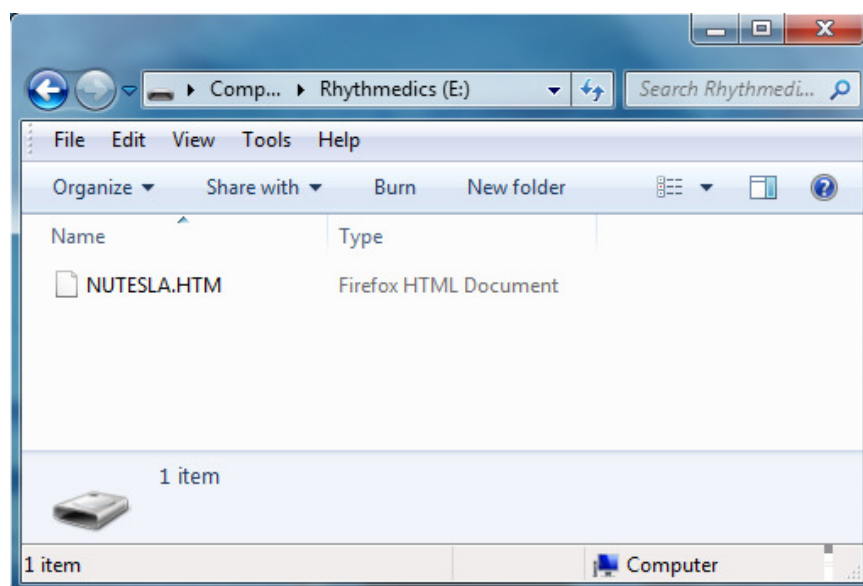 Comp... Rhythmedics (E:) Search Rhythmedi...
File Edit View Tools Help
Organize Share with Burn New folder
Name Type
NUTESLA.HTM Firefox HTML Document
1 item
1 item Computer